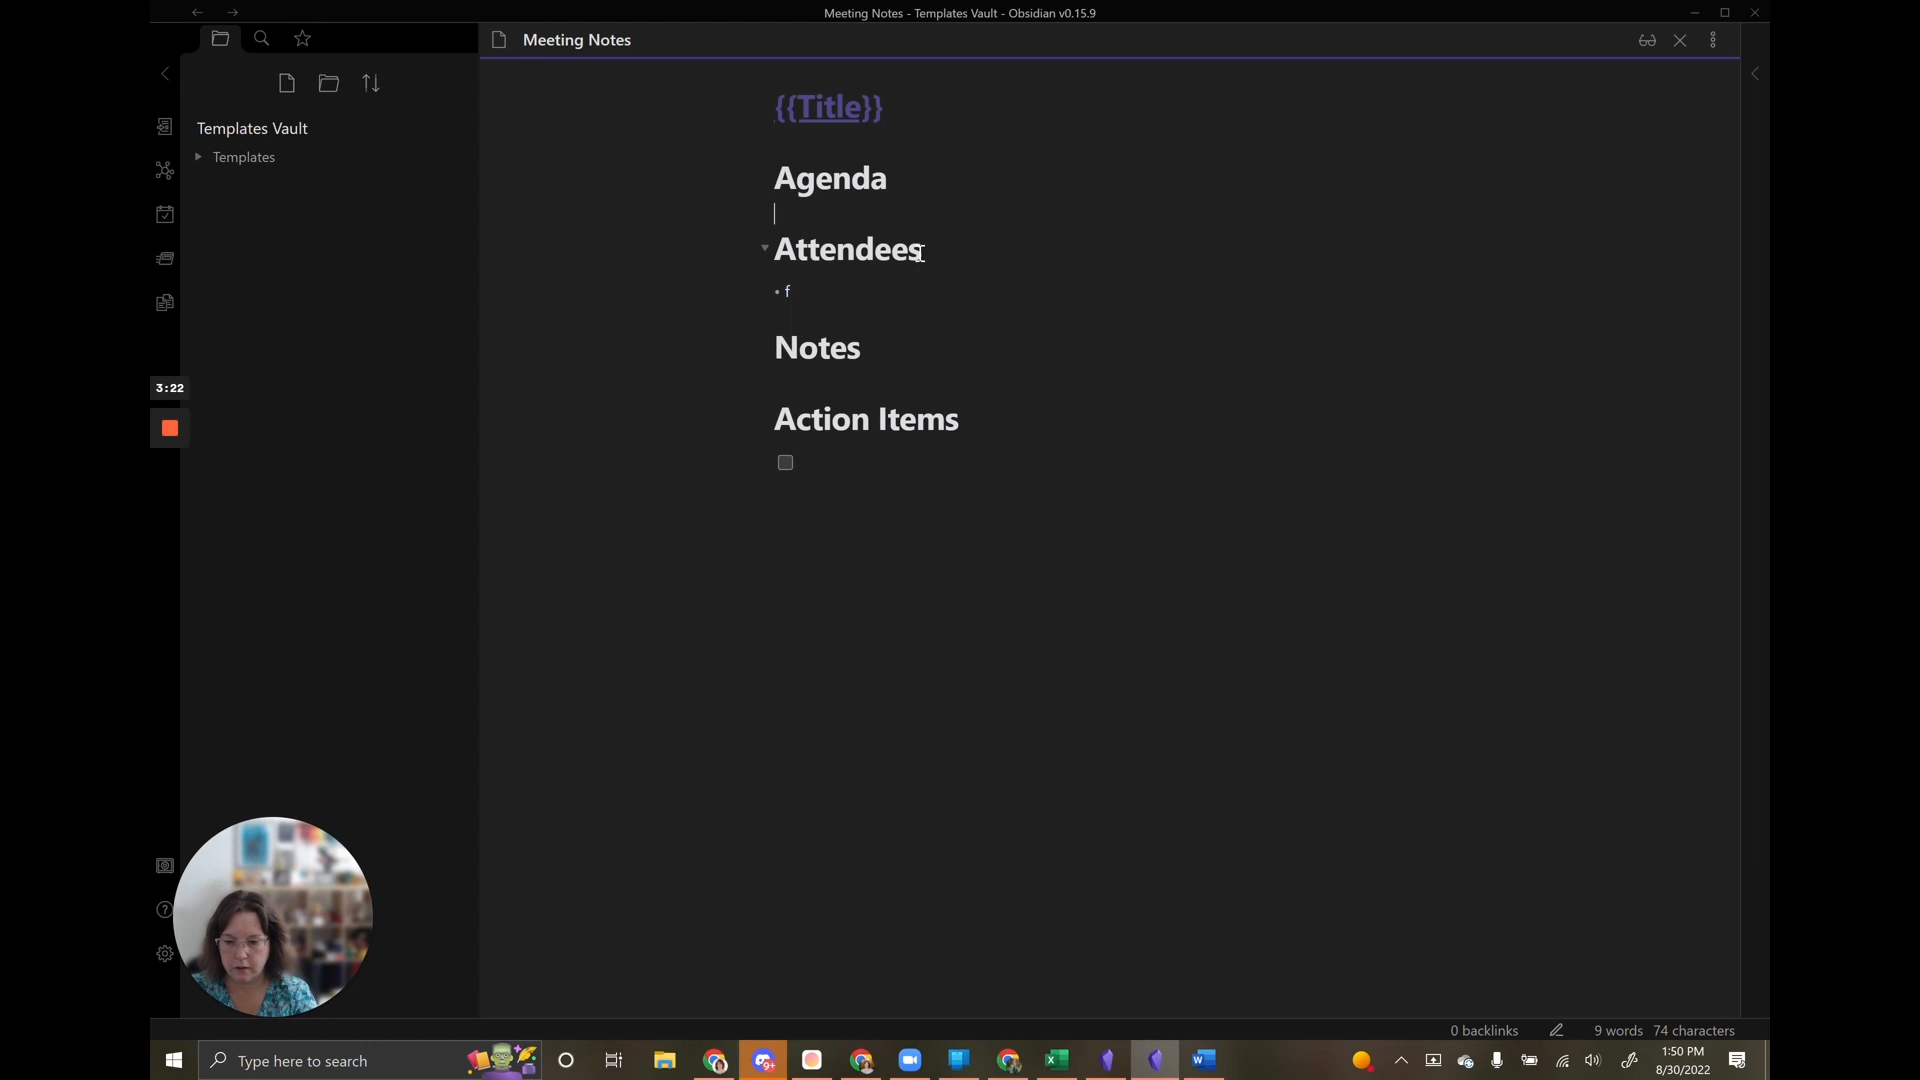 Meeting Notes - Templates Vault - Obsidian v0.15.9
Meeting Notes
Templates Vault
Templates
{{Title}}
Agenda
Attendees
f
Notes
Action Items
3:22
0 backlinks
9 words 74 characters
Type here to search
9+
1:50 PM
8/30/2022